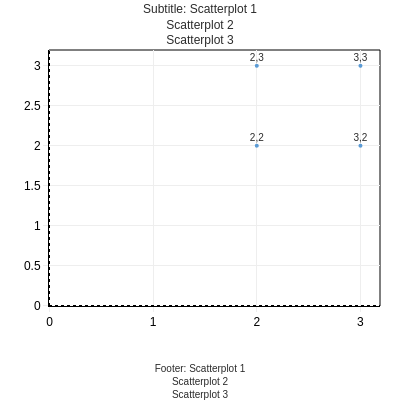 Subtitle: Scatterplot 1
Scatterplot 2
Scatterplot 3
2,3 3,3
3
2.5
2,2 3,2
2
1.5
1
0.5
0
0 1 2 3
Footer: Scatterplot 1
Scatterplot 2
Scatterplot 3